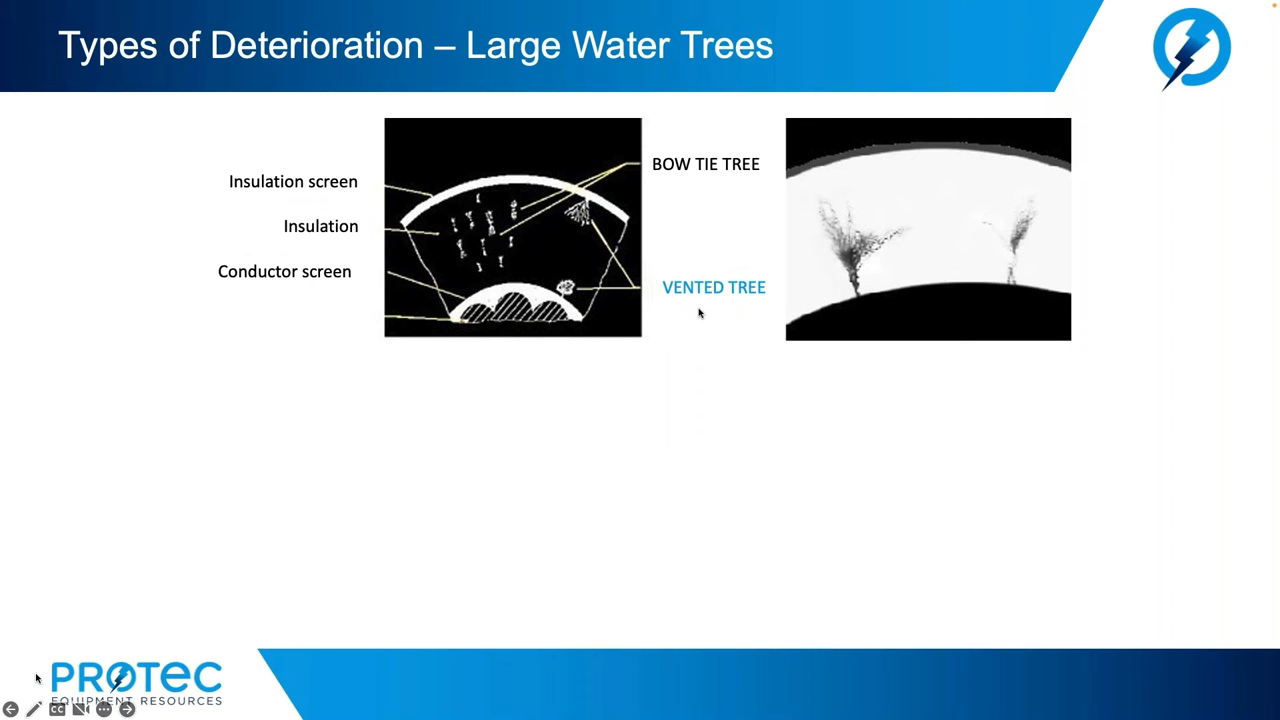 Types of Deterioration – Large Water Trees
Insulation screen
Insulation
Conductor screen
BOW TIE TREE
VENTED TREE
PROTEC
EQUIPMENT RESOURCES
CC